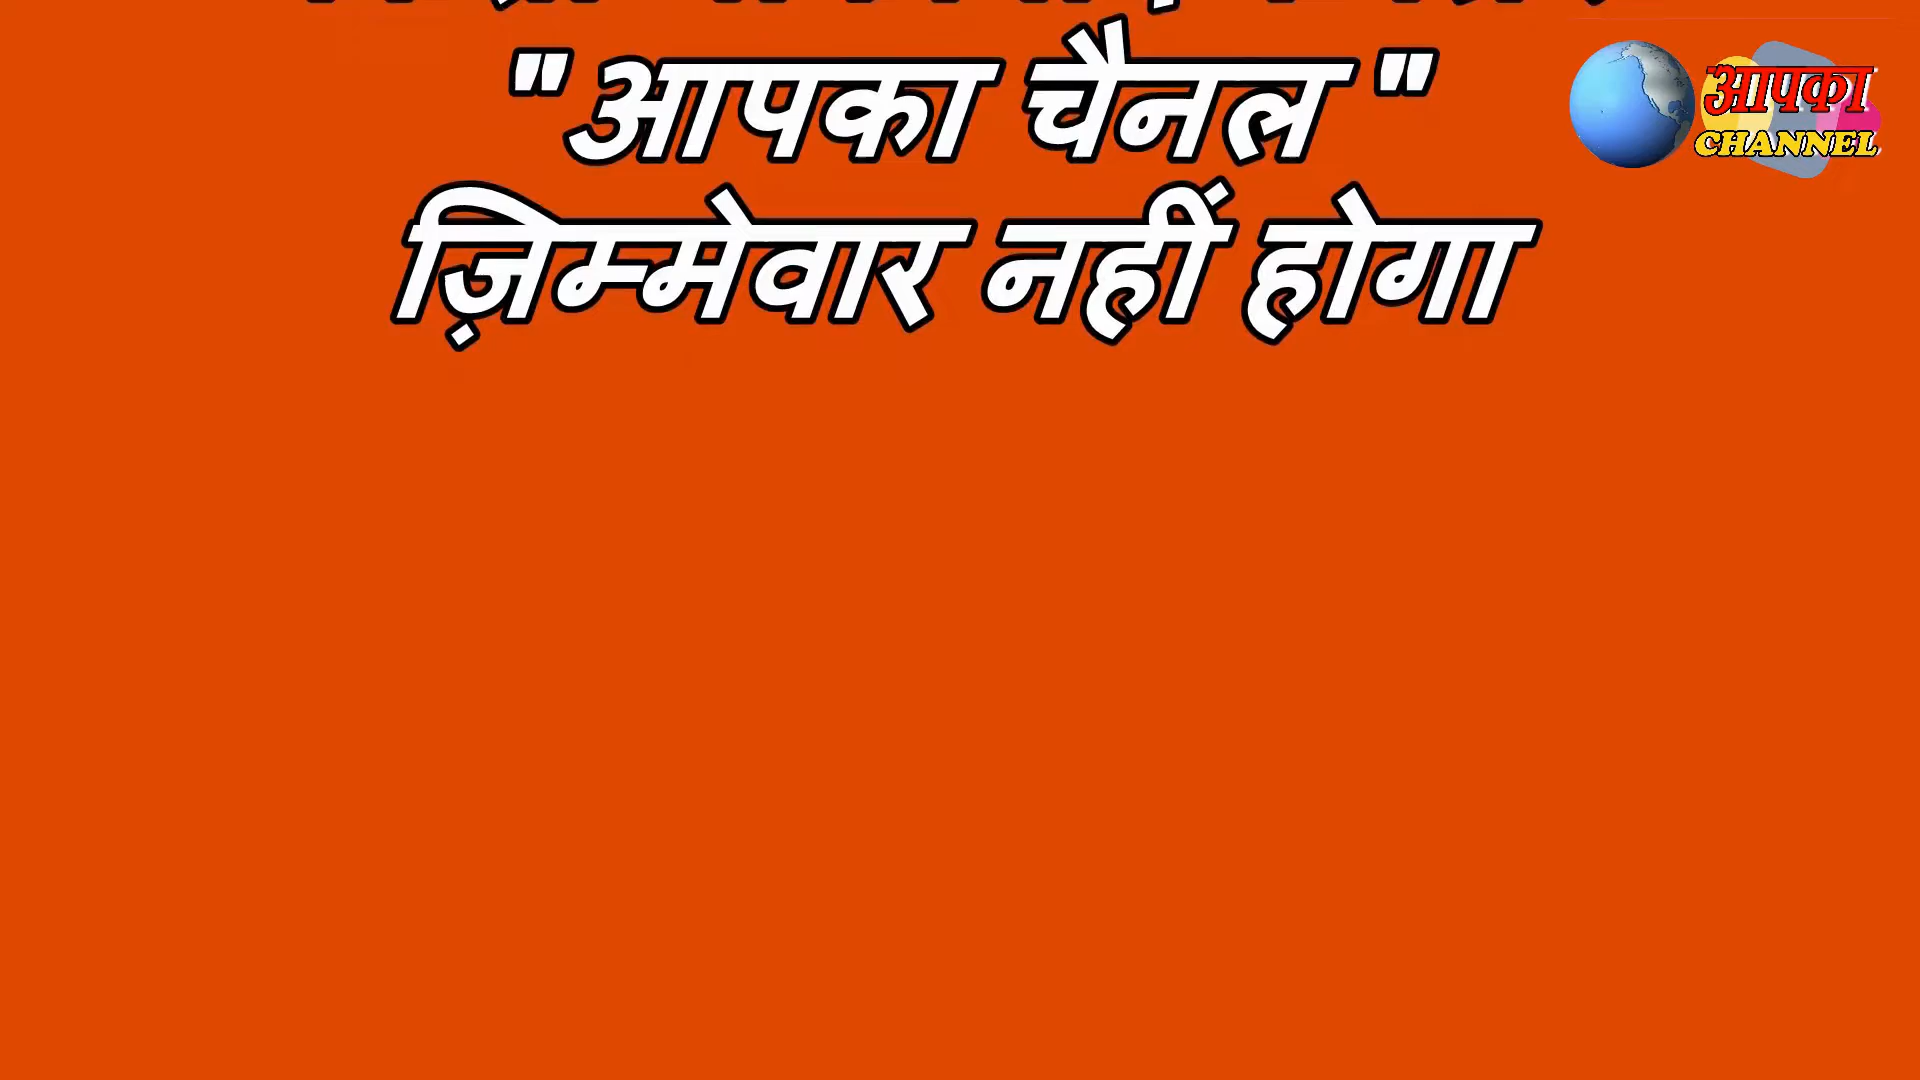 " आपका चैनल "
ज़िम्मेवार नहीं होगा
आपका
CHANNEL